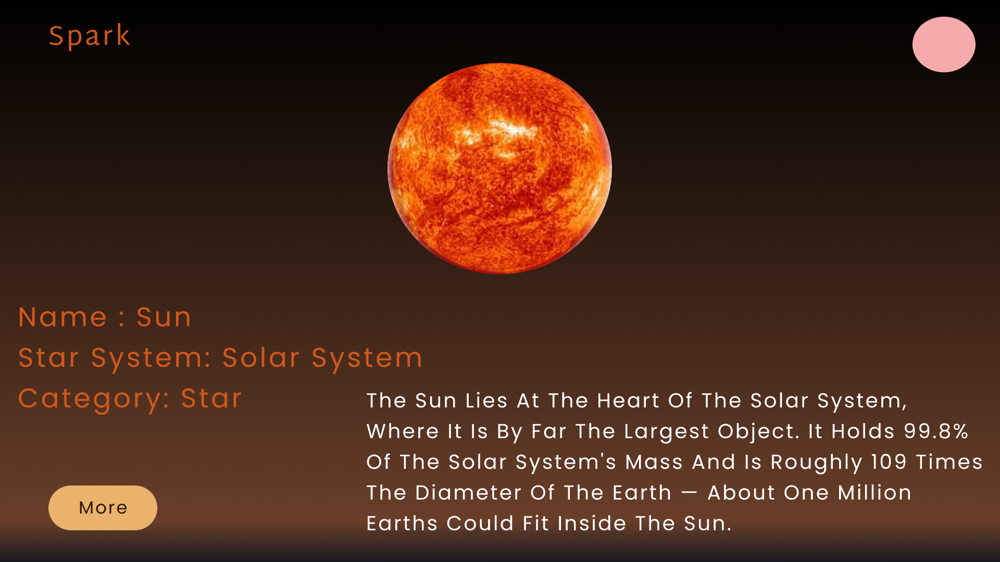 Spark
Name : Sun
Star System: Solar System
Category: Star
The Sun Lies At The Heart Of The Solar System,
Where It Is By Far The Largest Object. It Holds 99.8%
Of The Solar System's Mass And Is Roughly 109 Times
The Diameter Of The Earth — About One Million
Earths Could Fit Inside The Sun.
More